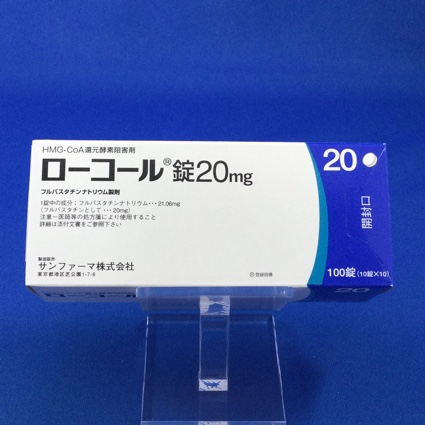 HMG-CoA還元酵素阻害剤
ローコール®錠20mg
フルバスタチンナトリウム製剤
1錠中の成分：フルバスタチンナトリウム･･･21.06mg
(フルバスタチンとして･･･20mg)
注意－医師等の処方箋により使用すること
詳細は添付文書をご参照下さい
製造販売
サンファーマ株式会社
東京都港区芝公園1-7-6
Ⓡ登録商標
20
開封口
100錠 (10錠×10)
20